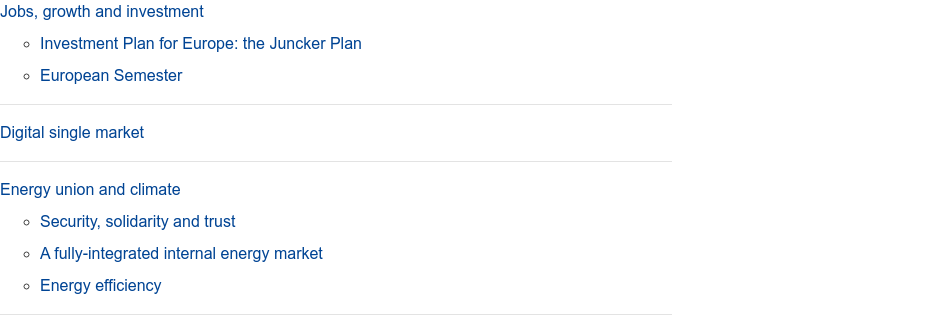 Jobs, growth and investment
Investment Plan for Europe: the Juncker Plan
European Semester
Digital single market
Energy union and climate
Security, solidarity and trust
A fully-integrated internal energy market
Energy efficiency